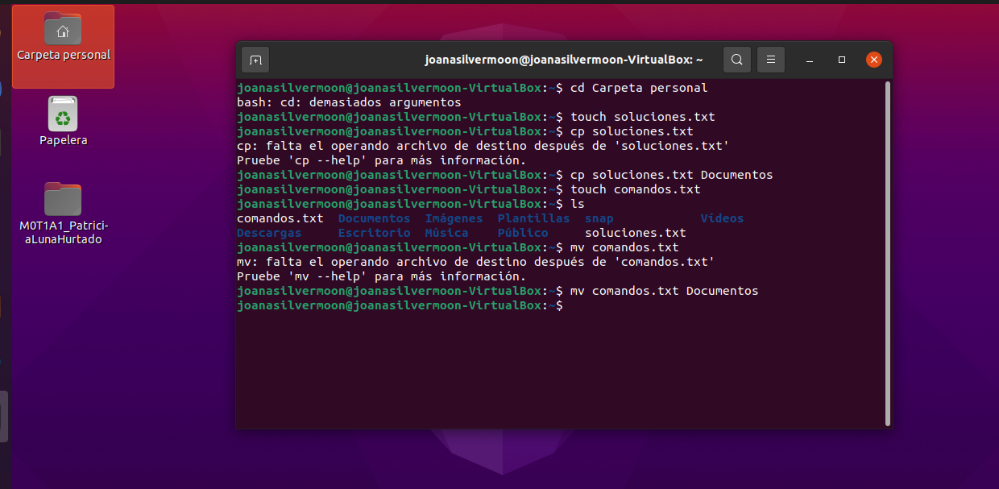 Carpeta personal
Papelera
M0T1A1_Patrici-
aLunaHurtado
joanasilvermoon@joanasilvermoon-VirtualBox: ~
joanasilvermoon@joanasilvermoon-VirtualBox:~$ cd Carpeta personal
bash: cd: demasiados argumentos
joanasilvermoon@joanasilvermoon-VirtualBox:~$ touch soluciones.txt
joanasilvermoon@joanasilvermoon-VirtualBox:~$ cp soluciones.txt
cp: falta el operando archivo de destino después de 'soluciones.txt'
Pruebe 'cp --help' para más información.
joanasilvermoon@joanasilvermoon-VirtualBox:~$ cp soluciones.txt Documentos
joanasilvermoon@joanasilvermoon-VirtualBox:~$ touch comandos.txt
joanasilvermoon@joanasilvermoon-VirtualBox:~$ ls
comandos.txt  Documentos  Imágenes  Plantillas  snap            Vídeos
Descargas     Escritorio  Música    Público     soluciones.txt
joanasilvermoon@joanasilvermoon-VirtualBox:~$ mv comandos.txt
mv: falta el operando archivo de destino después de 'comandos.txt'
Pruebe 'mv --help' para más información.
joanasilvermoon@joanasilvermoon-VirtualBox:~$ mv comandos.txt Documentos
joanasilvermoon@joanasilvermoon-VirtualBox:~$